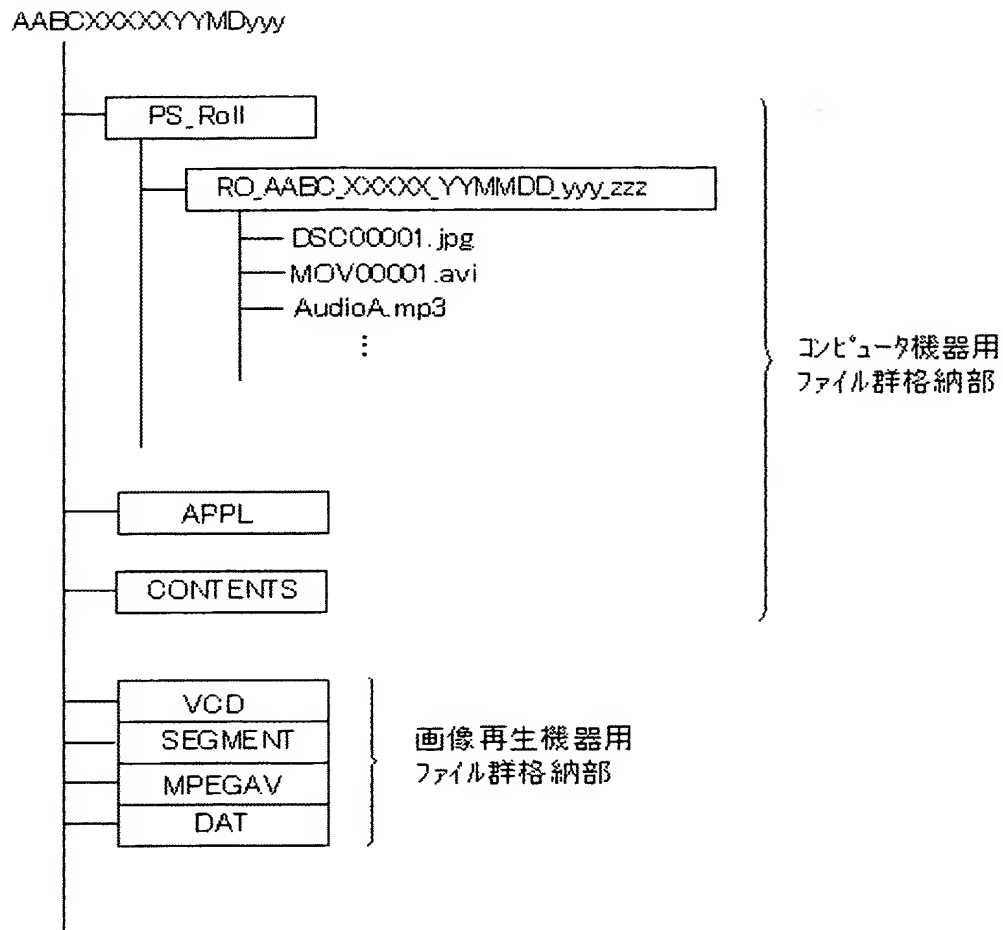 AABCXXXXXYYMDyyy
PS_Roll
RO_AABC_XXXXX_YYMMDD_yyy_zzz
DSC00001.jpg
MOV00001.avi
AudioA.mp3
⋮
コンピュータ機器用
ファイル群格納部
APPL
CONTENTS
VCD
SEGMENT
MPEGAV
DAT
画像再生機器用
ファイル群格納部